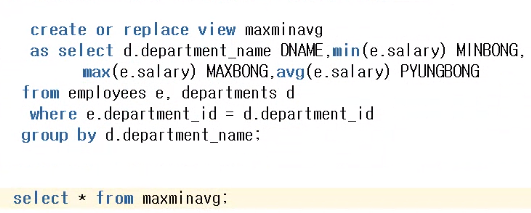 create or replace view maxminavg
as select d.department_name DNAME,min(e.salary) MINBONG,
max(e.salary) MAXBONG,avg(e.salary) PYUNGBONG
from employees e, departments d
where e.department_id = d.department_id
group by d.department_name;
select * from maxminavg;